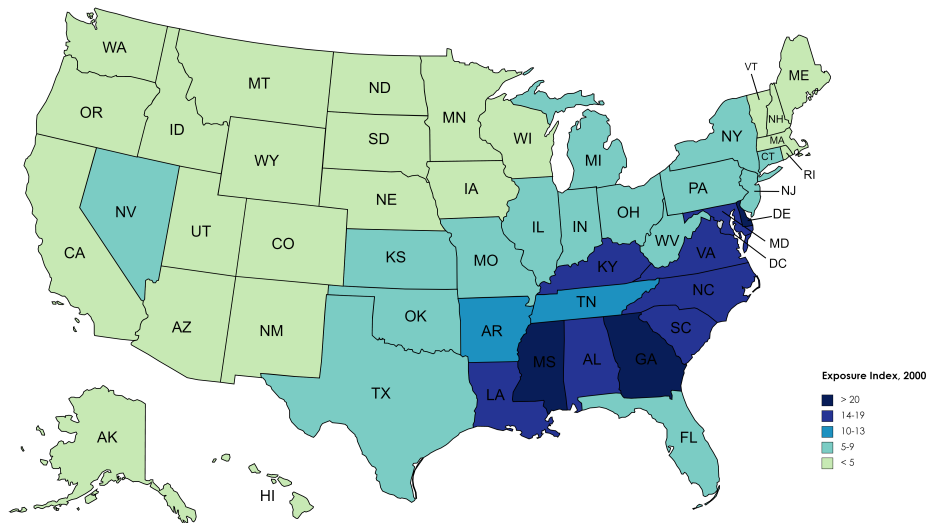 WA
MT
ND
MN
VT
ME
OR
ID
SD
WI
NH
WY
MI
NY
MA
CT
RI
NE
IA
PA
NJ
NV
UT
CO
IL
IN
OH
DE
MD
DC
CA
KS
MO
WV
VA
KY
AZ
NM
OK
AR
TN
NC
SC
TX
LA
MS
AL
GA
FL
AK
HI
Exposure Index, 2000
> 20
14-19
10-13
5-9
< 5